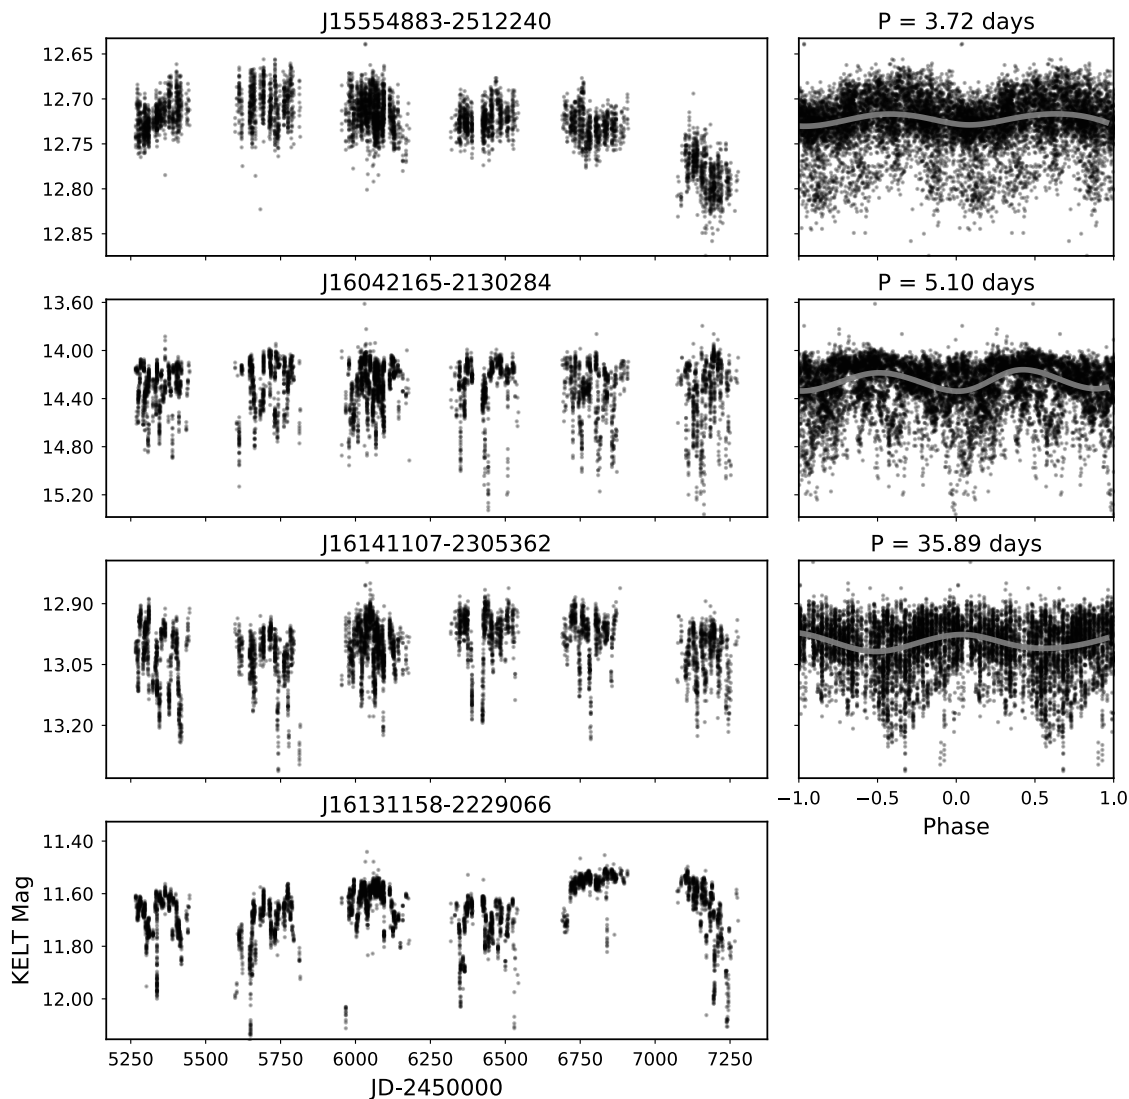 J15554883-2512240
P = 3.72 days
12.65
12.70
12.75
12.80
12.85
J16042165-2130284
P = 5.10 days
13.60
14.00
14.40
14.80
15.20
J16141107-2305362
P = 35.89 days
12.90
13.05
13.20
−1.0 −0.5 0.0 0.5 1.0
Phase
J16131158-2229066
11.40
11.60
11.80
12.00
KELT Mag
5250 5500 5750 6000 6250 6500 6750 7000 7250
JD-2450000